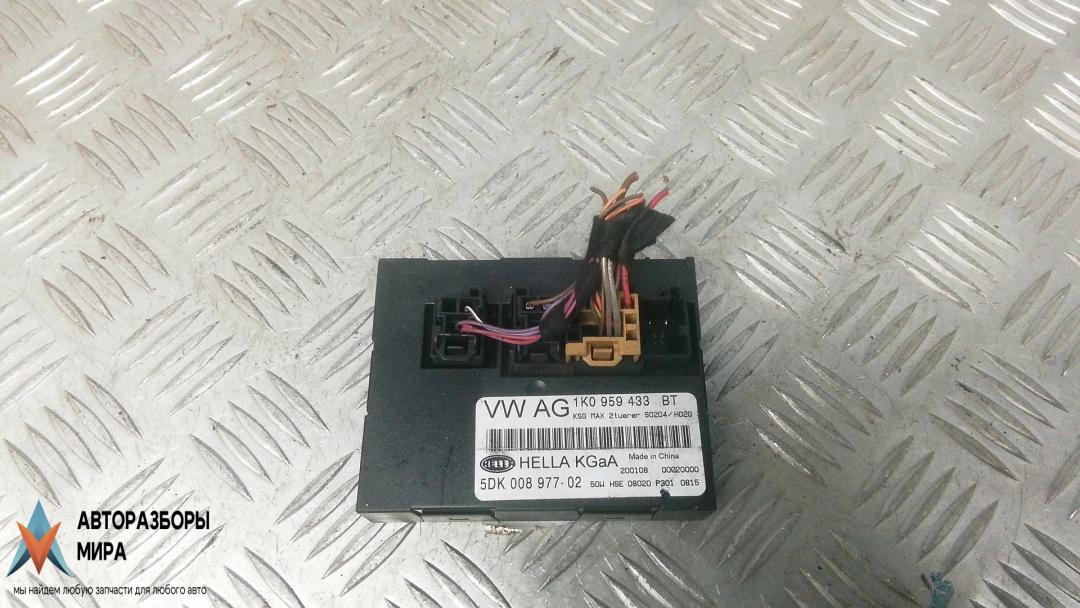 VW AG 1K0 959 433 BT
KSG MAX 2tuerer S0204/H020
HELLA HELLA KGaA Made in China
200108 00020000
5DK 008 977-02 50W HSE 08020 P301 0815
АВТОРАЗБОРЫ
МИРА
мы найдем любую запчасти для любого авто